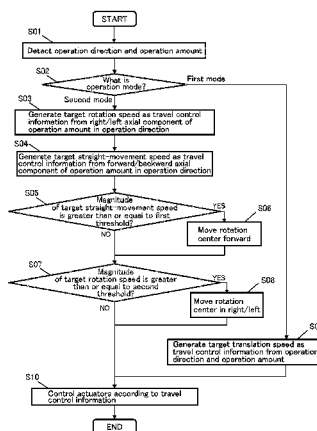 START
S01
Detect operation direction and operation amount
S02
What is
operation mode?
First mode
Second mode
S03
Generate target rotation speed as travel control
information from right/left axial component of
operation amount in operation direction
S04
Generate target straight-movement speed as travel
control information from forward/backward axial
component of operation amount in operation direction
S05
Magnitude
of target straight-movement speed
is greater than or equal to first
threshold?
YES
S06
Move rotation
center forward
NO
S07
Magnitude
of target rotation speed is greater
than or equal to second
threshold?
YES
S08
Move rotation
center in right/left
NO
Generate target translation speed as
travel control information from operation
direction and operation amount
S10
Control actuators according to travel
control information
END